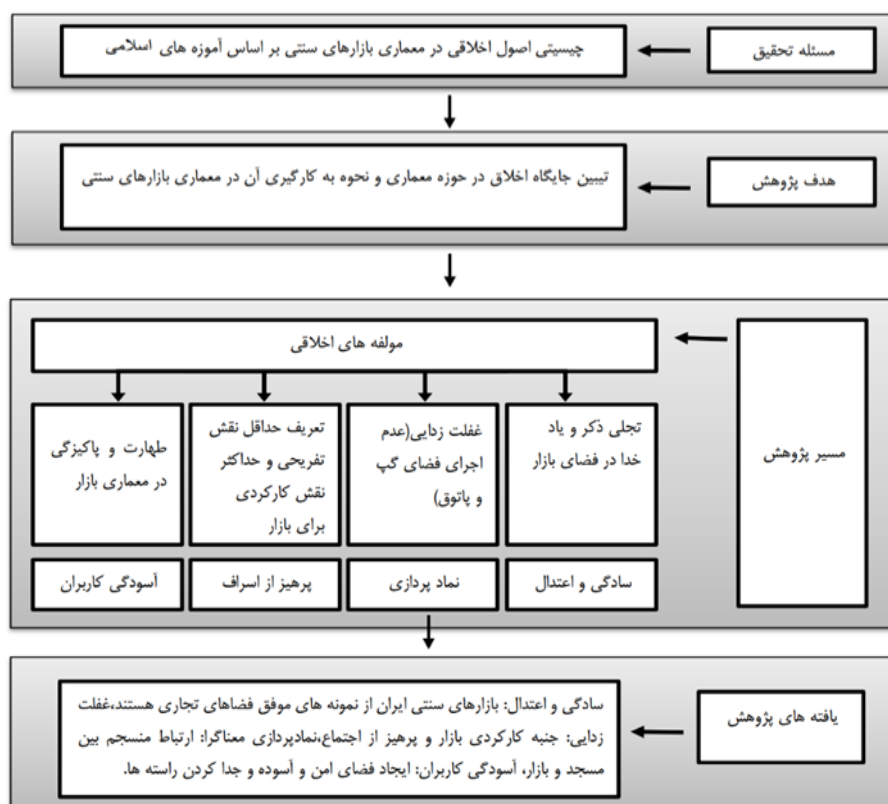 مسئله تحقیق
چیسیتی اصول اخلاقی در معماری بازارهای سنتی بر اساس آموزه های اسلامی
هدف پژوهش
تیبین جایگاه اخلاق در حوزه معماری و نحوه به کارگیری آن در معماری بازارهای سنتی
مسیر پژوهش
مولفه های اخلاقی
تجلی ذکر و یاد
خدا در فضای بازار
غفلت زدایی(عدم
اجرای فضای گپ
و پاتوق)
تعریف حداقل نقش
تفریحی و حداکثر
نقش کارکردی
برای بازار
طهارت و پاکیزگی
در معماری بازار
سادگی و اعتدال
نماد پردازی
پرهیز از اسراف
آسودگی کاربران
یافته های پژوهش
سادگی و اعتدال: بازارهای سنتی ایران از نمونه های موفق فضاهای تجاری هستند،غفلت
زدایی: جنبه کارکردی بازار و پرهیز از اجتماع،نمادپردازی معناگرا: ارتباط منسجم بین
مسجد و بازار، آسودگی کاربران: ایجاد فضای امن و آسوده و جدا کردن راسته ها.